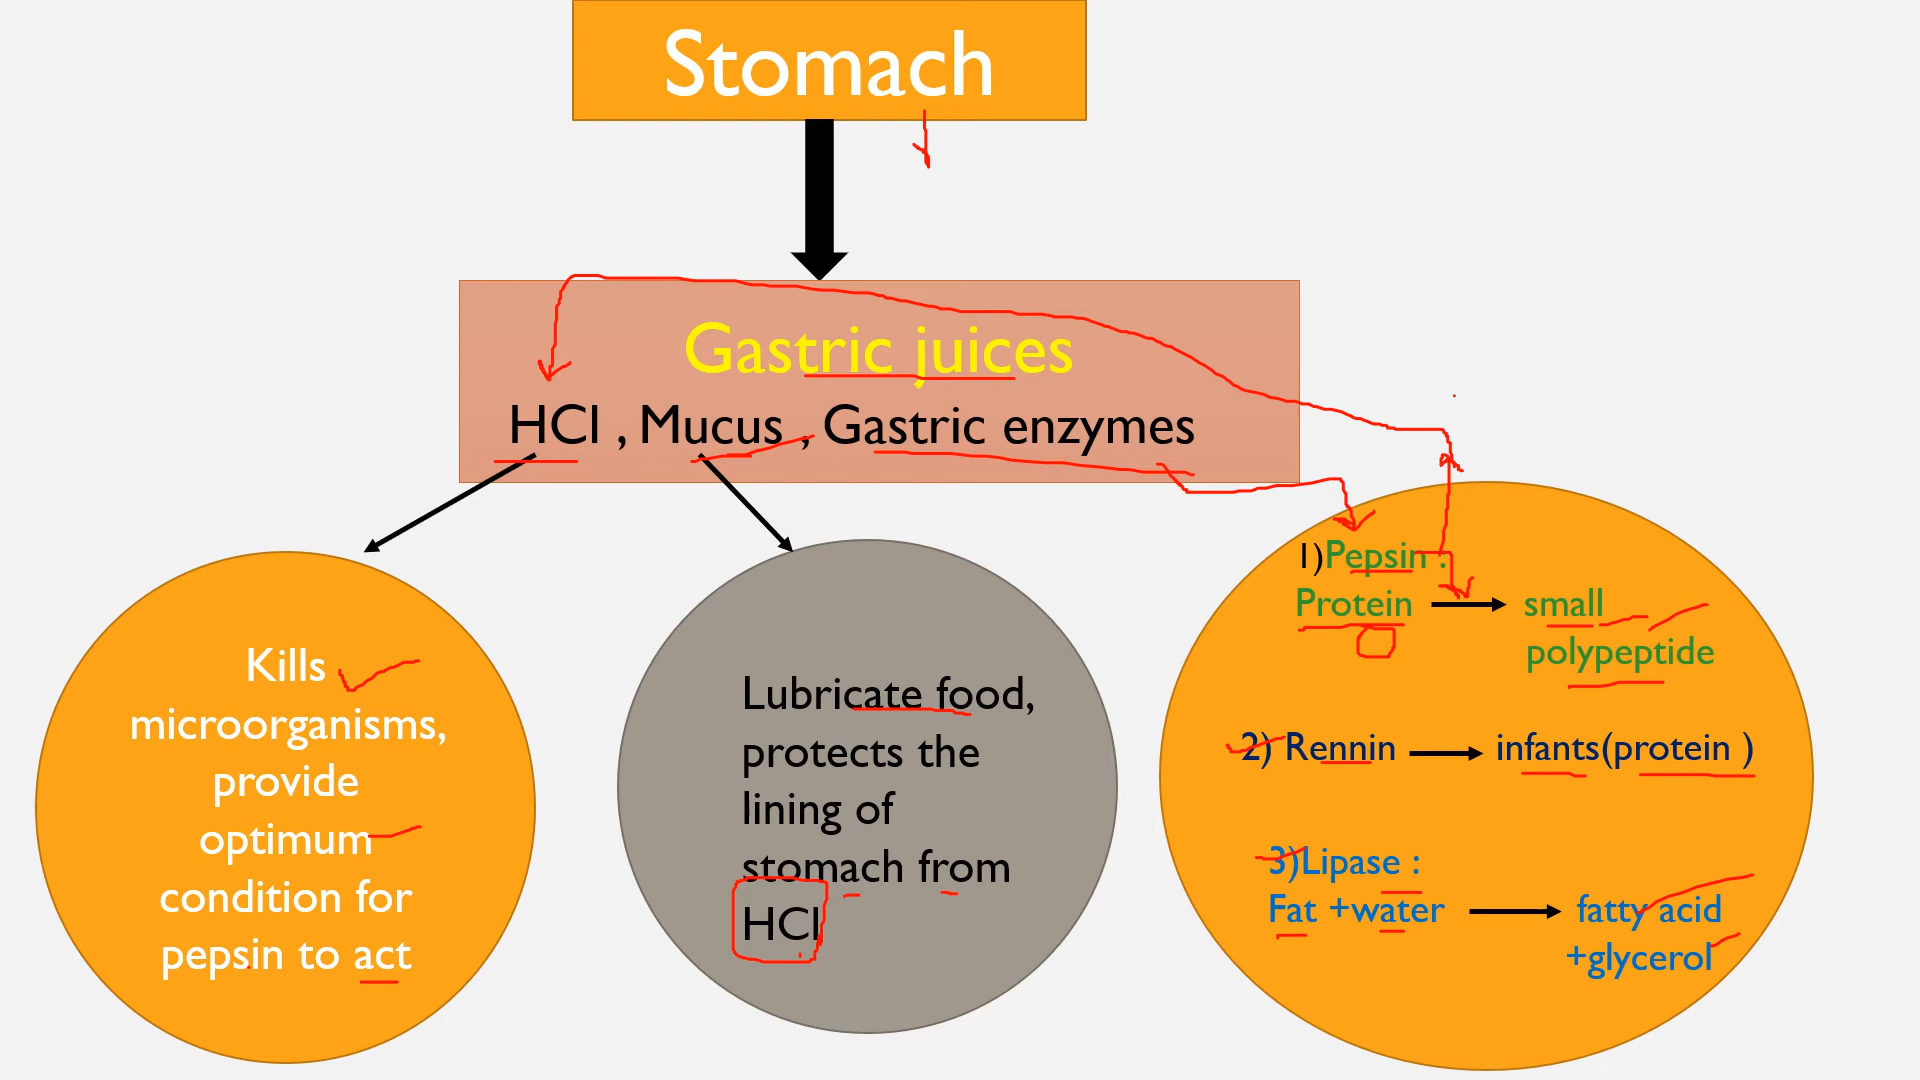 Stomach
Gastric juices
HCl , Mucus , Gastric enzymes
Kills
microorganisms,
provide
optimum
condition for
pepsin to act
Lubricate food,
protects the
lining of
stomach from
HCl
1)Pepsin :
Protein → small
polypeptide
2) Rennin → infants(protein )
3)Lipase :
Fat +water → fatty acid
+glycerol